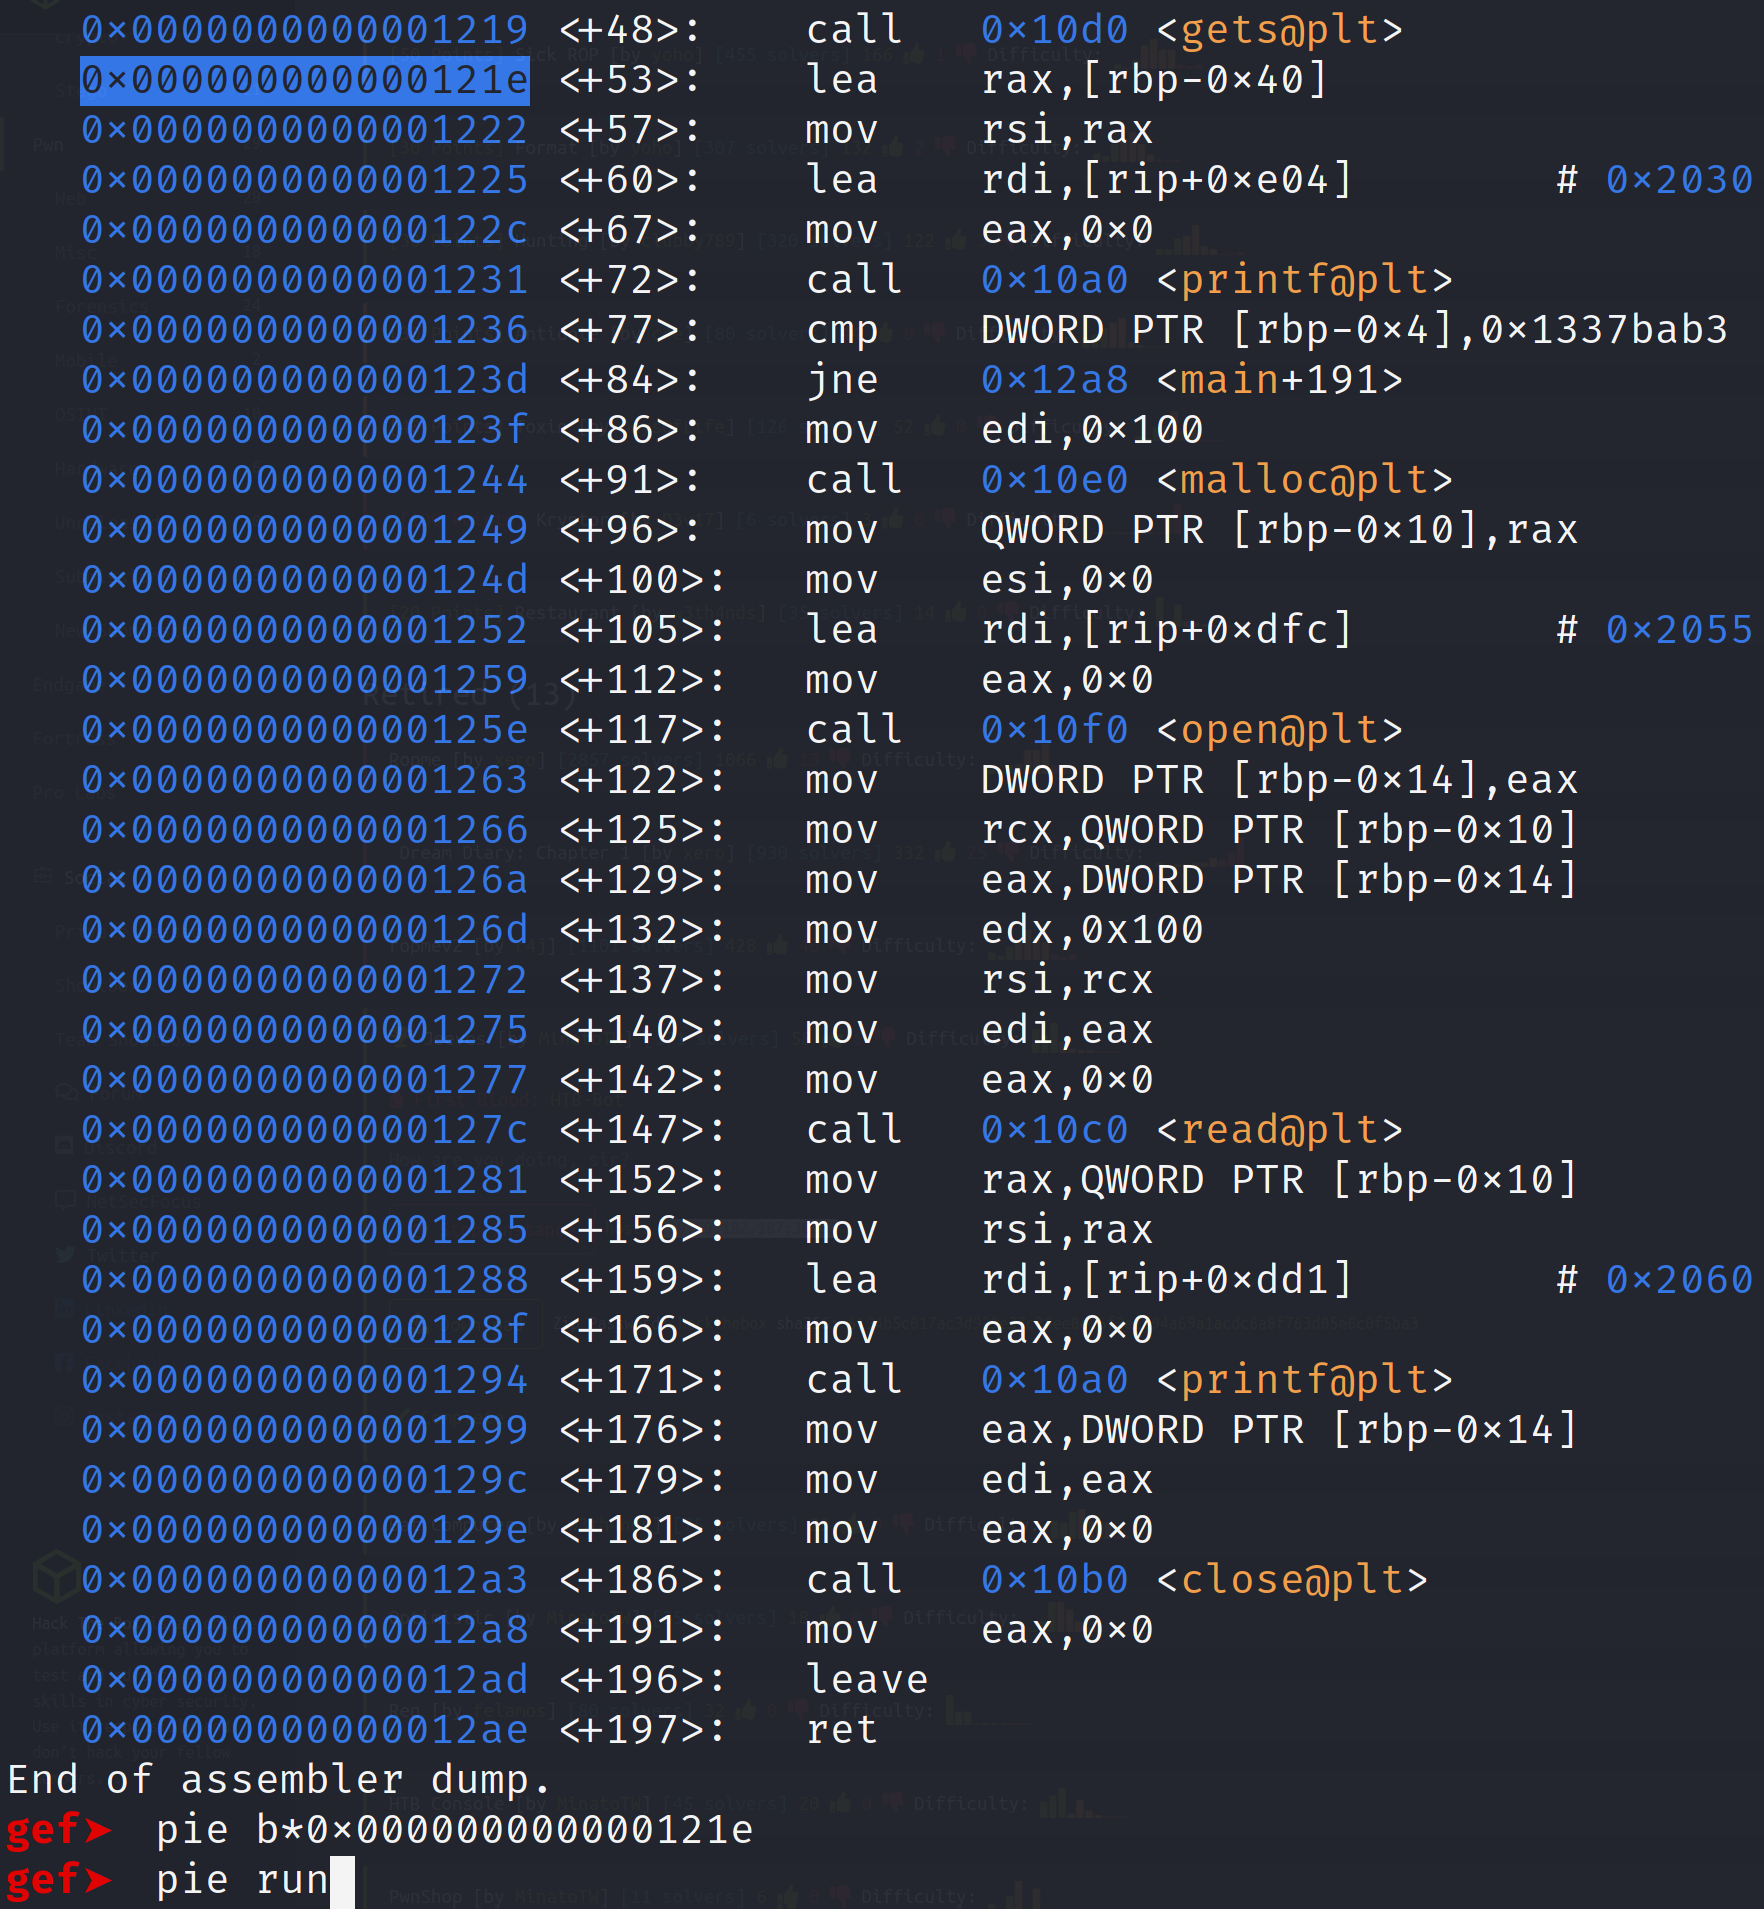 0x0000000000001219 <+48>: call 0x10d0 <gets@plt>
0x000000000000121e <+53>: lea rax,[rbp-0x40]
0x0000000000001222 <+57>: mov rsi,rax
0x0000000000001225 <+60>: lea rdi,[rip+0xe04] # 0x2030
0x000000000000122c <+67>: mov eax,0x0
0x0000000000001231 <+72>: call 0x10a0 <printf@plt>
0x0000000000001236 <+77>: cmp DWORD PTR [rbp-0x4],0x1337bab3
0x000000000000123d <+84>: jne 0x12a8 <main+191>
0x000000000000123f <+86>: mov edi,0x100
0x0000000000001244 <+91>: call 0x10e0 <malloc@plt>
0x0000000000001249 <+96>: mov QWORD PTR [rbp-0x10],rax
0x000000000000124d <+100>: mov esi,0x0
0x0000000000001252 <+105>: lea rdi,[rip+0xdfc] # 0x2055
0x0000000000001259 <+112>: mov eax,0x0
0x000000000000125e <+117>: call 0x10f0 <open@plt>
0x0000000000001263 <+122>: mov DWORD PTR [rbp-0x14],eax
0x0000000000001266 <+125>: mov rcx,QWORD PTR [rbp-0x10]
0x000000000000126a <+129>: mov eax,DWORD PTR [rbp-0x14]
0x000000000000126d <+132>: mov edx,0x100
0x0000000000001272 <+137>: mov rsi,rcx
0x0000000000001275 <+140>: mov edi,eax
0x0000000000001277 <+142>: mov eax,0x0
0x000000000000127c <+147>: call 0x10c0 <read@plt>
0x0000000000001281 <+152>: mov rax,QWORD PTR [rbp-0x10]
0x0000000000001285 <+156>: mov rsi,rax
0x0000000000001288 <+159>: lea rdi,[rip+0xdd1] # 0x2060
0x000000000000128f <+166>: mov eax,0x0
0x0000000000001294 <+171>: call 0x10a0 <printf@plt>
0x0000000000001299 <+176>: mov eax,DWORD PTR [rbp-0x14]
0x000000000000129c <+179>: mov edi,eax
0x000000000000129e <+181>: mov eax,0x0
0x00000000000012a3 <+186>: call 0x10b0 <close@plt>
0x00000000000012a8 <+191>: mov eax,0x0
0x00000000000012ad <+196>: leave
0x00000000000012ae <+197>: ret
End of assembler dump.
gef➤ pie b*0x000000000000121e
gef➤ pie run